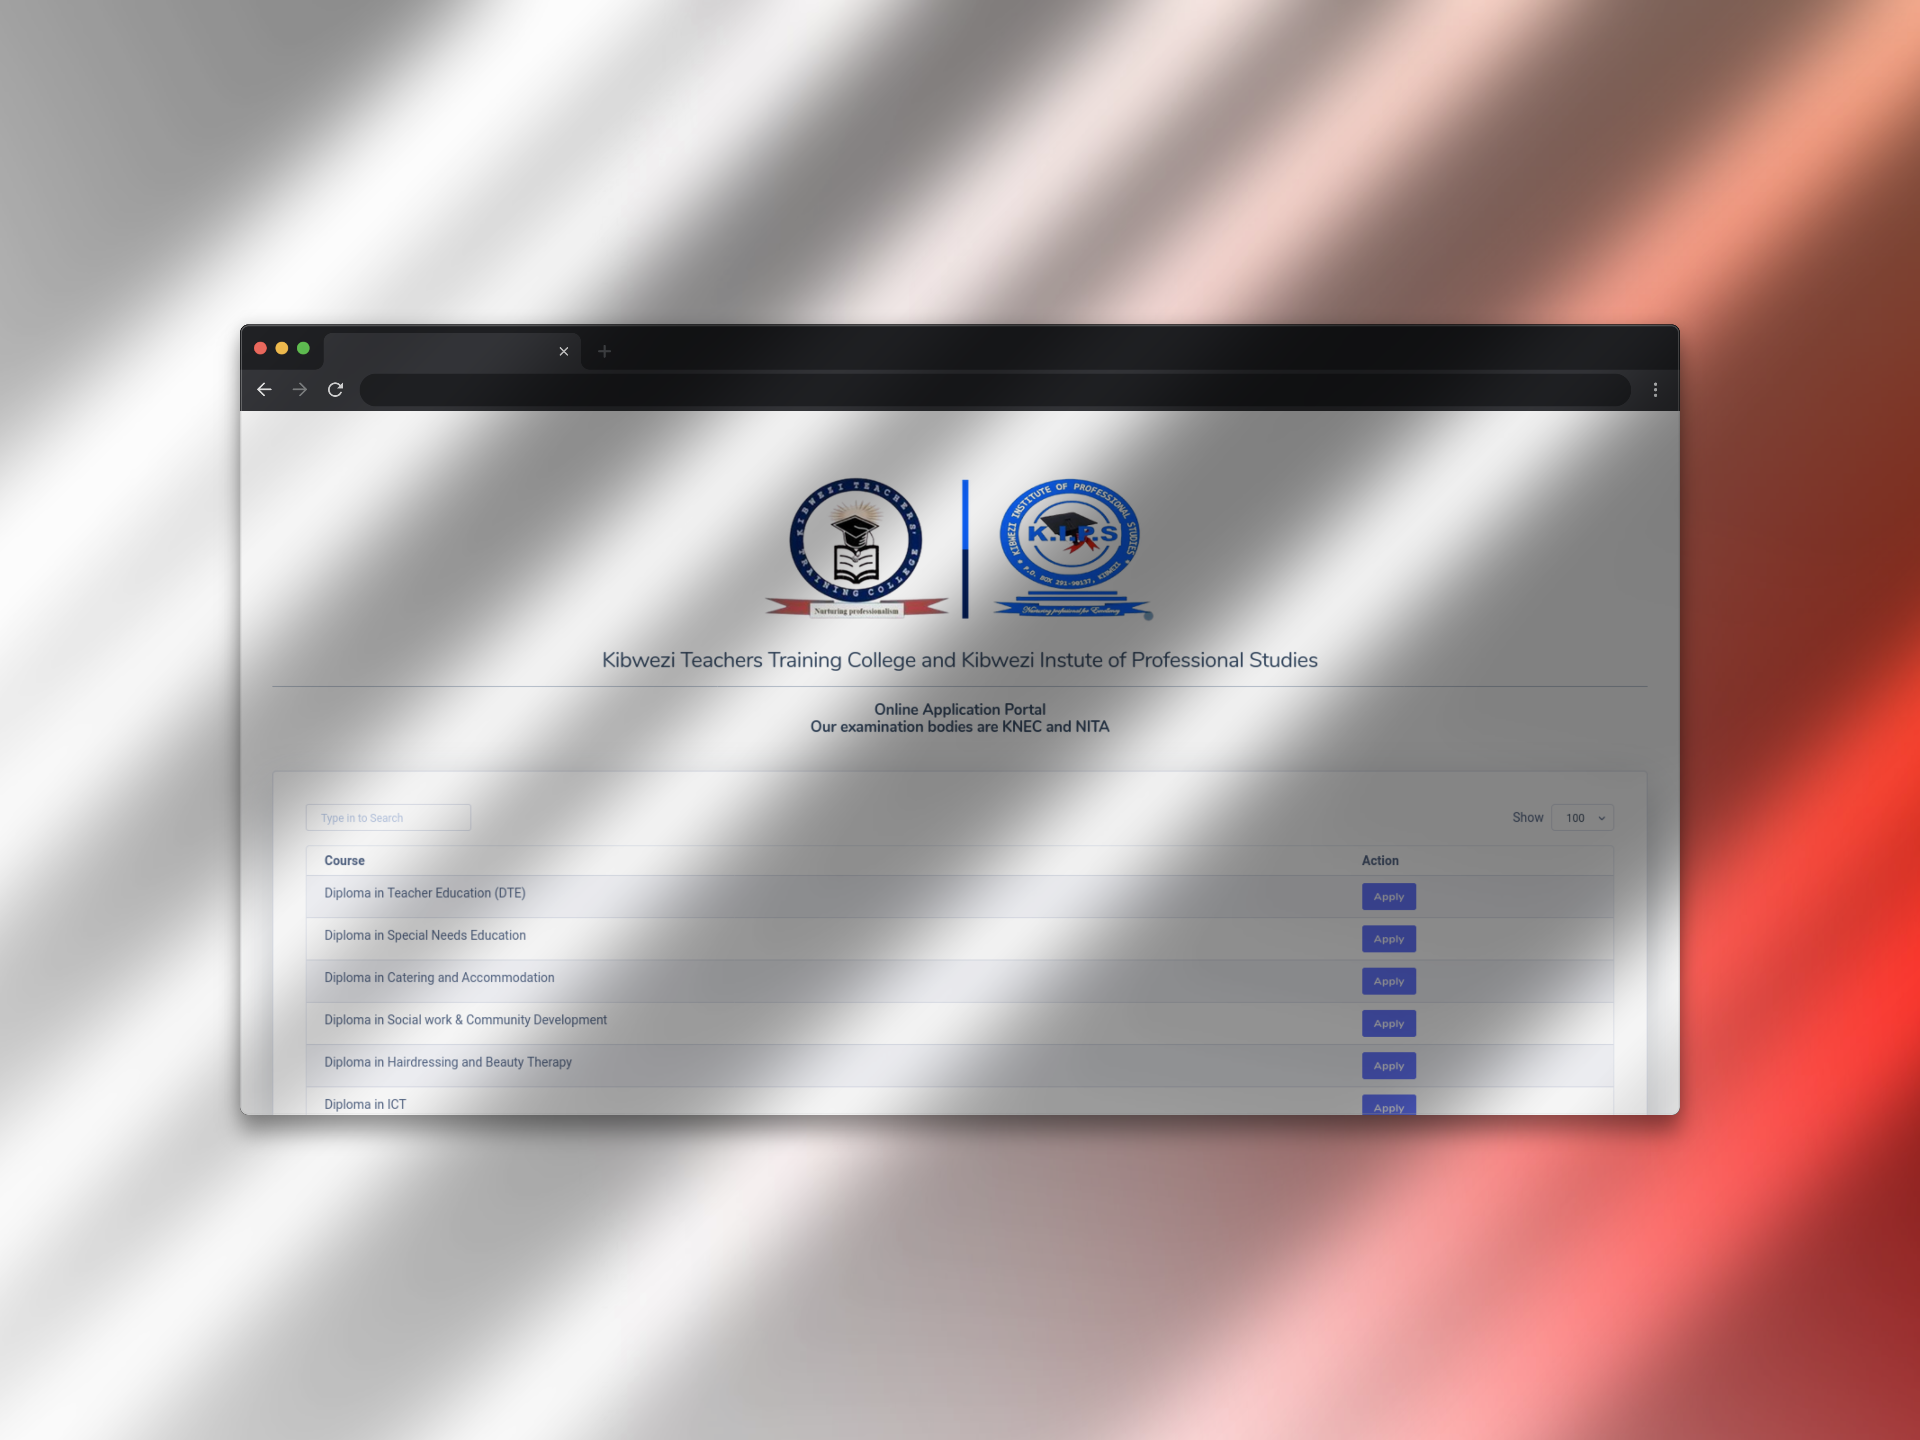 KIBWEZI TEACHERS'
TRAINING COLLEGE
Nurturing professionalism
KIBWEZI INSTITUTE OF PROFESSIONAL STUDIES
K.I.P.S
P.O. BOX 291-90137, KIBWEZI
Nurturing professional for Excellency
Kibwezi Teachers Training College and Kibwezi Instute of Professional Studies
Online Application Portal
Our examination bodies are KNEC and NITA
Type in to Search
Show 100
Course Action
Diploma in Teacher Education (DTE) Apply
Diploma in Special Needs Education Apply
Diploma in Catering and Accommodation Apply
Diploma in Social work & Community Development Apply
Diploma in Hairdressing and Beauty Therapy Apply
Diploma in ICT Apply